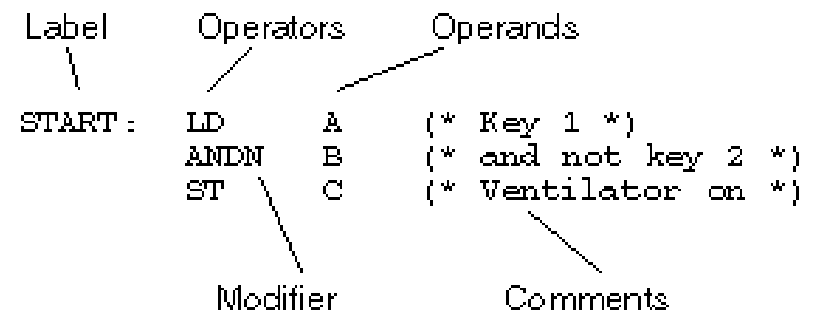 Label Operators Operands
START: LD A (* Key 1 *)
ANDN B (* and not key 2 *)
ST C (* Ventilator on *)
Modifier Comments